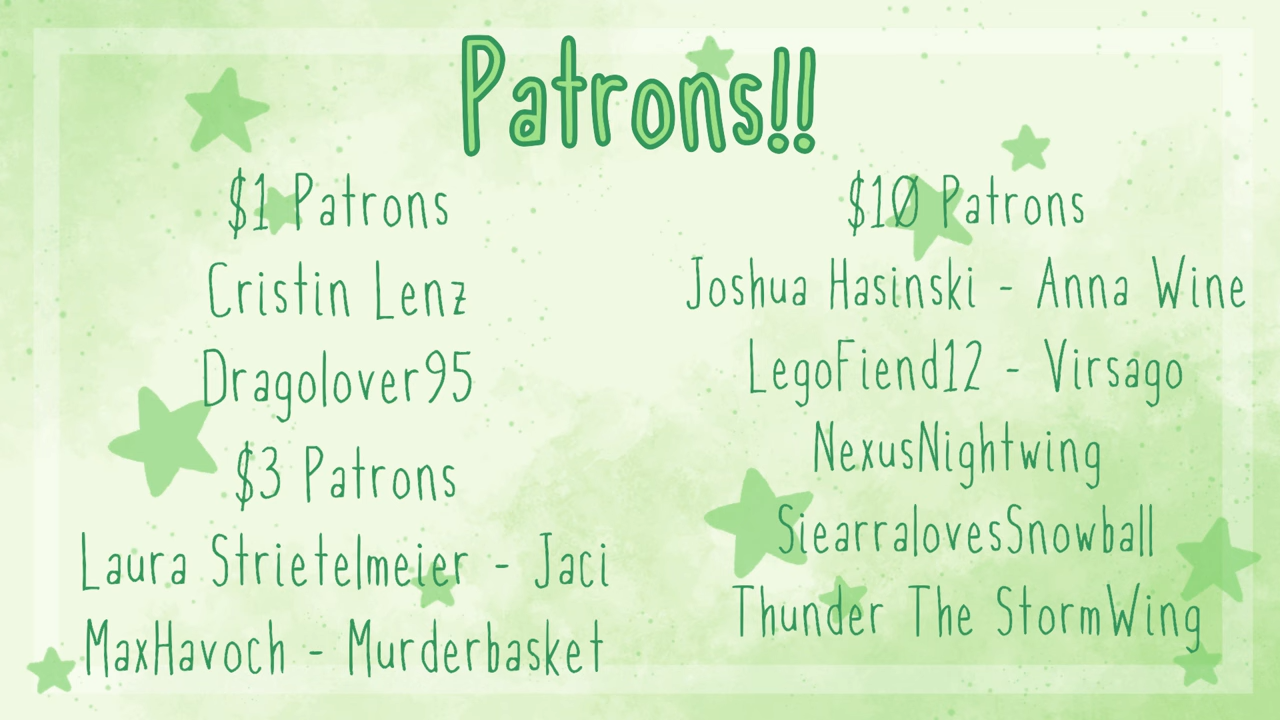 Patrons!!
$1 Patrons
Cristin Lenz
Dragolover95
$3 Patrons
Laura Strietelmeier - Jaci
MaxHavoch - Murderbasket
$10 Patrons
Joshua Hasinski - Anna Wine
LegoFiend12 - Virsago
NexusNightwing
SiearralovesSnowball
Thunder The StormWing